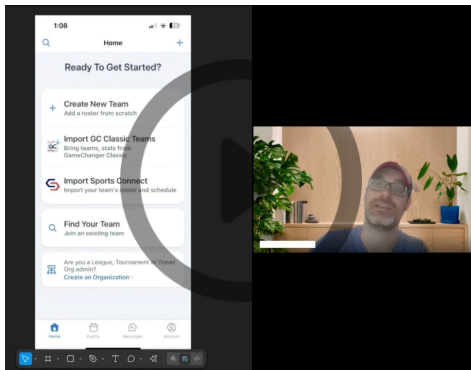 1:08
Home
Ready To Get Started?
Create New Team
Add a roster from scratch
Import GC Classic Teams
Bring teams, stats from
GameChanger Classic
Import Sports Connect
Import your team's roster and schedule
Find Your Team
Join an existing team
Are you a League, Tournament or Travel
Org admin?
Create an Organization
Home Events Messages Account